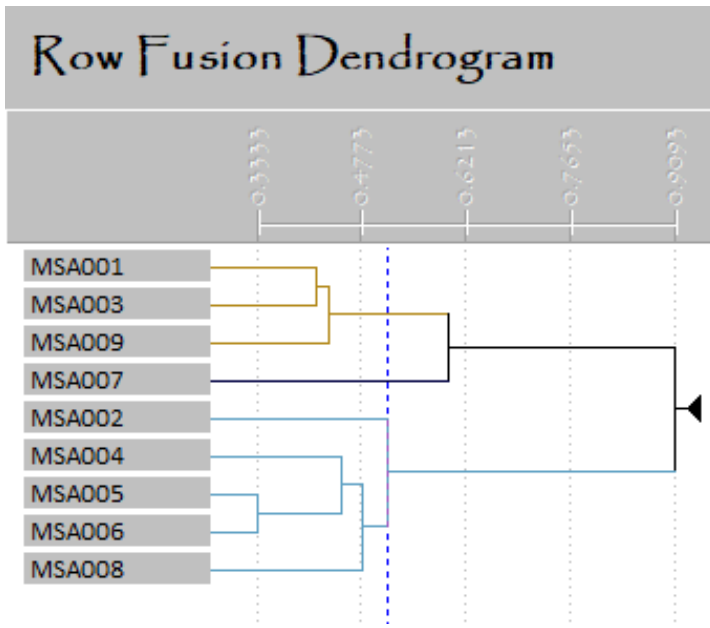 Row Fusion Dendrogram
0.3333
0.4773
0.6213
0.7653
0.9093
MSA001
MSA003
MSA009
MSA007
MSA002
MSA004
MSA005
MSA006
MSA008